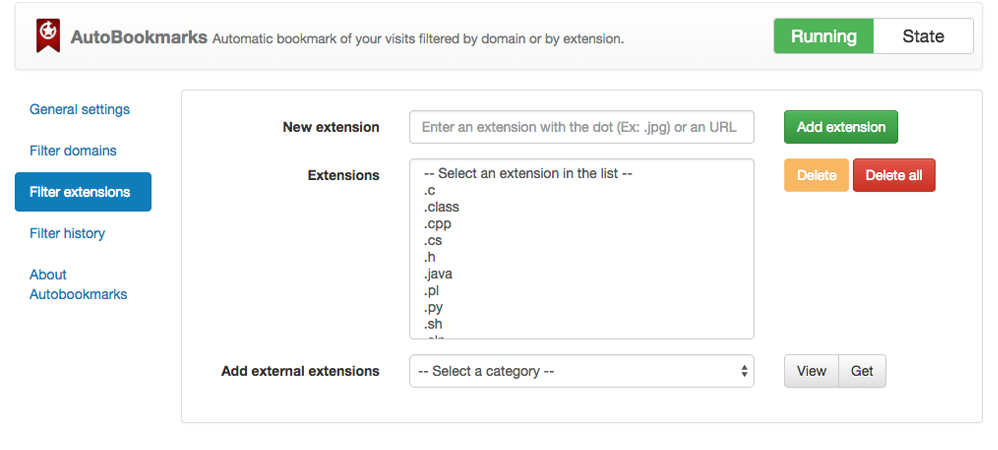 AutoBookmarks Automatic bookmark of your visits filtered by domain or by extension.
Running State
General settings
Filter domains
Filter extensions
Filter history
About
Autobookmarks
New extension Enter an extension with the dot (Ex: .jpg) or an URL Add extension
Extensions
-- Select an extension in the list --
.c
.class
.cpp
.cs
.h
.java
.pl
.py
.sh
Delete Delete all
Add external extensions -- Select a category -- View Get